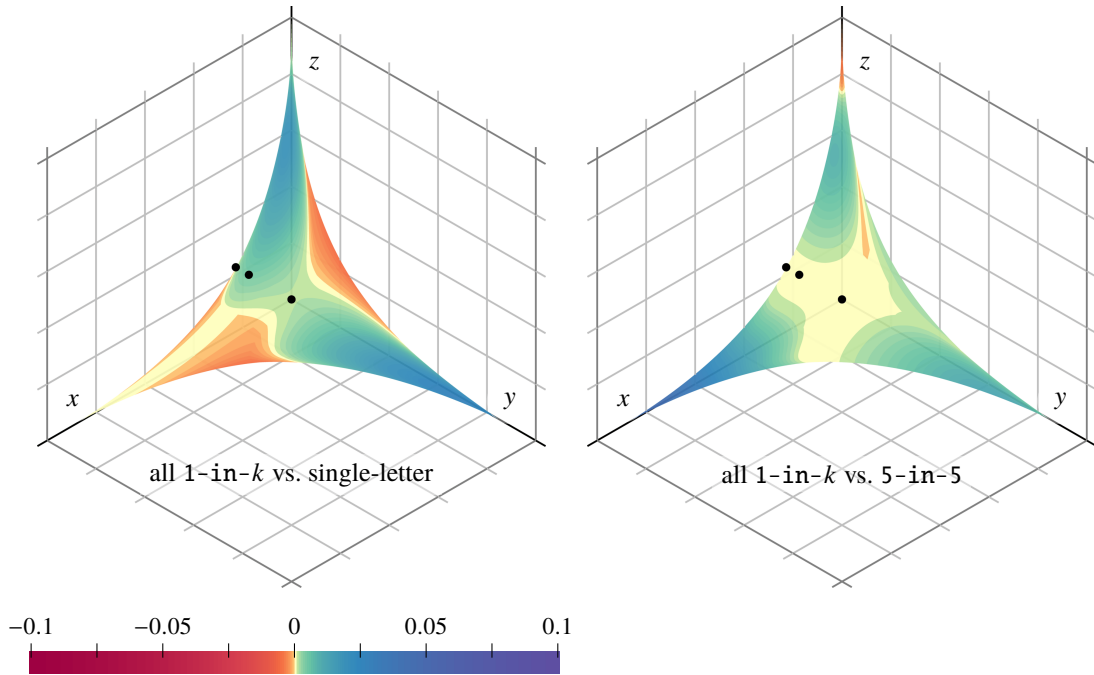 z
z
x
y
x
y
all 1-in-k vs. single-letter
all 1-in-k vs. 5-in-5
−0.1 −0.05 0 0.05 0.1